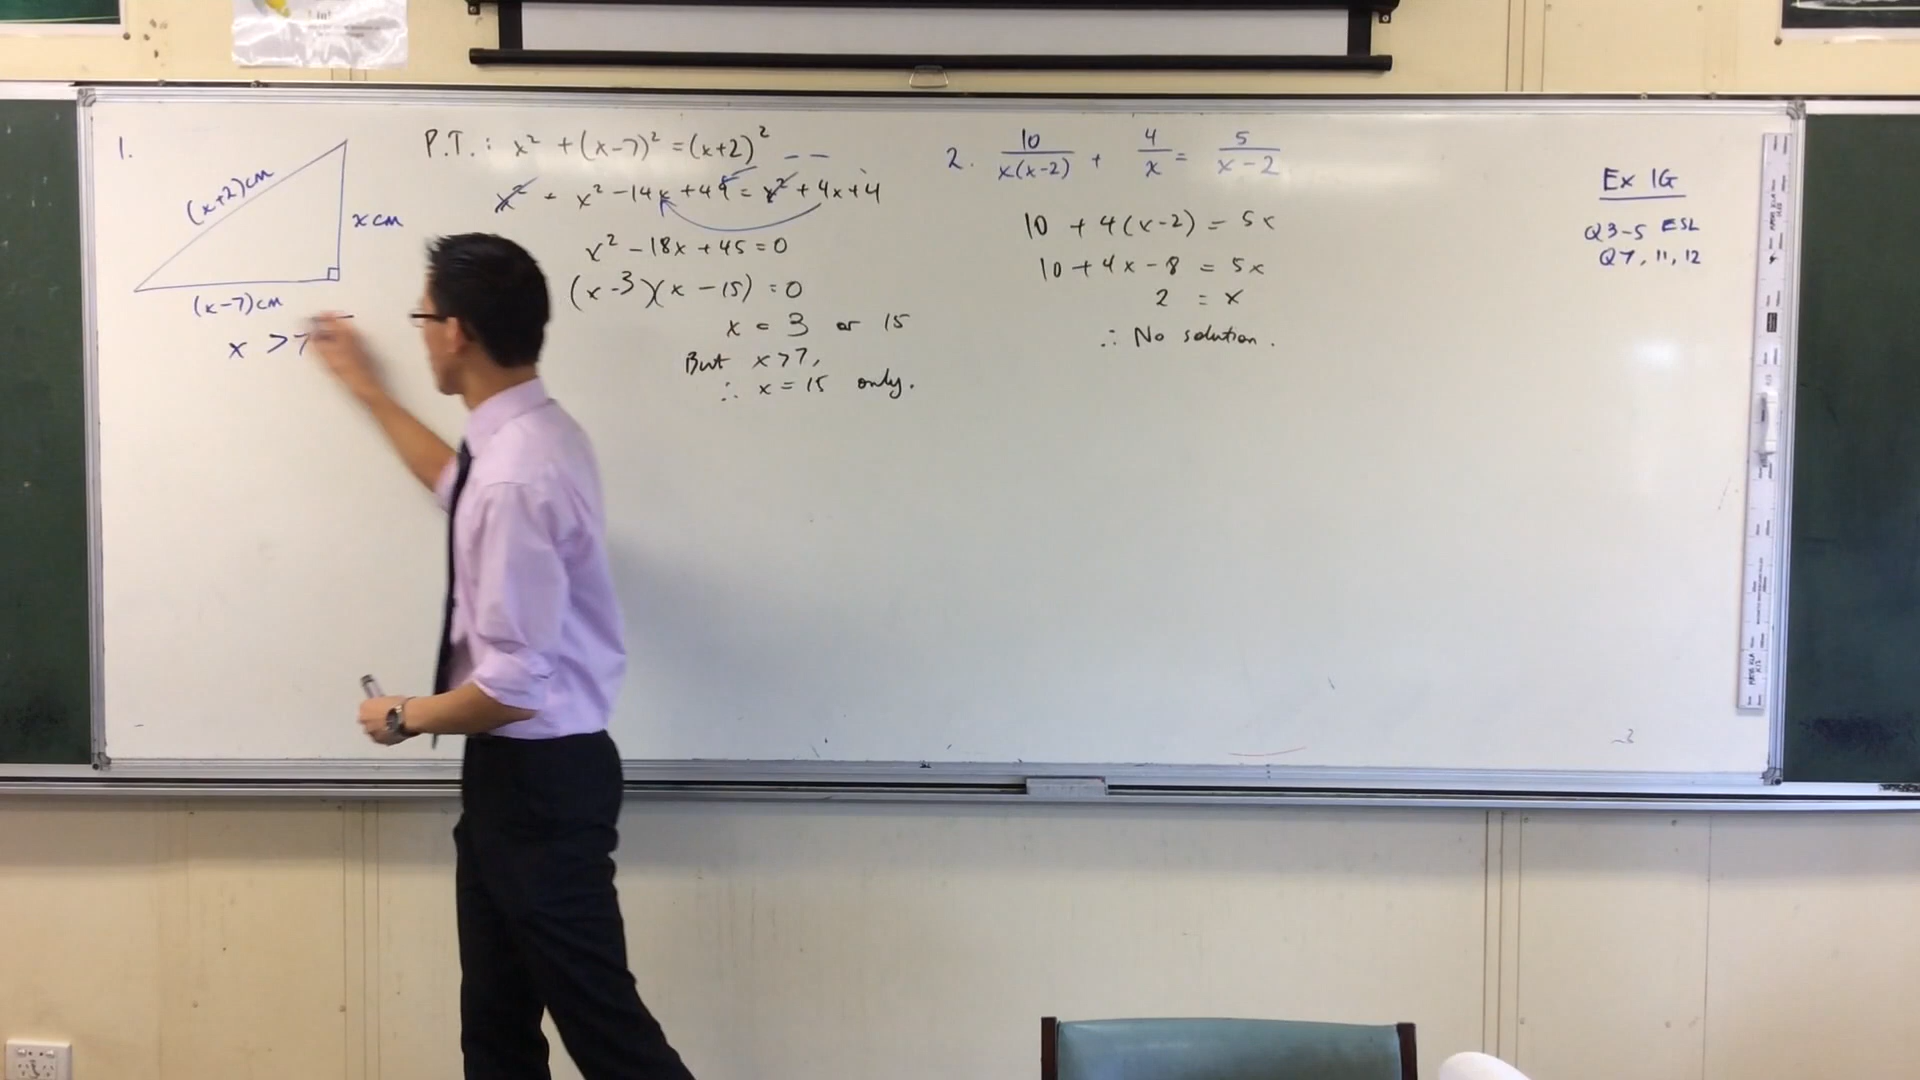 1.
(x+2)cm
x cm
(x-7)cm
x > 7
P.T. : x² + (x-7)² = (x+2)²
x² + x² - 14x + 49 = x² + 4x + 4
x² - 18x + 45 = 0
(x - 3)(x - 15) = 0
x = 3 or 15
But x > 7,
∴ x = 15 only.
2. 10/x(x-2) + 4/x = 5/x-2
10 + 4(x-2) = 5x
10 + 4x - 8 = 5x
2 = x
∴ No solution.
Ex 1G
Q3-5 ESL
Q7, 11, 12